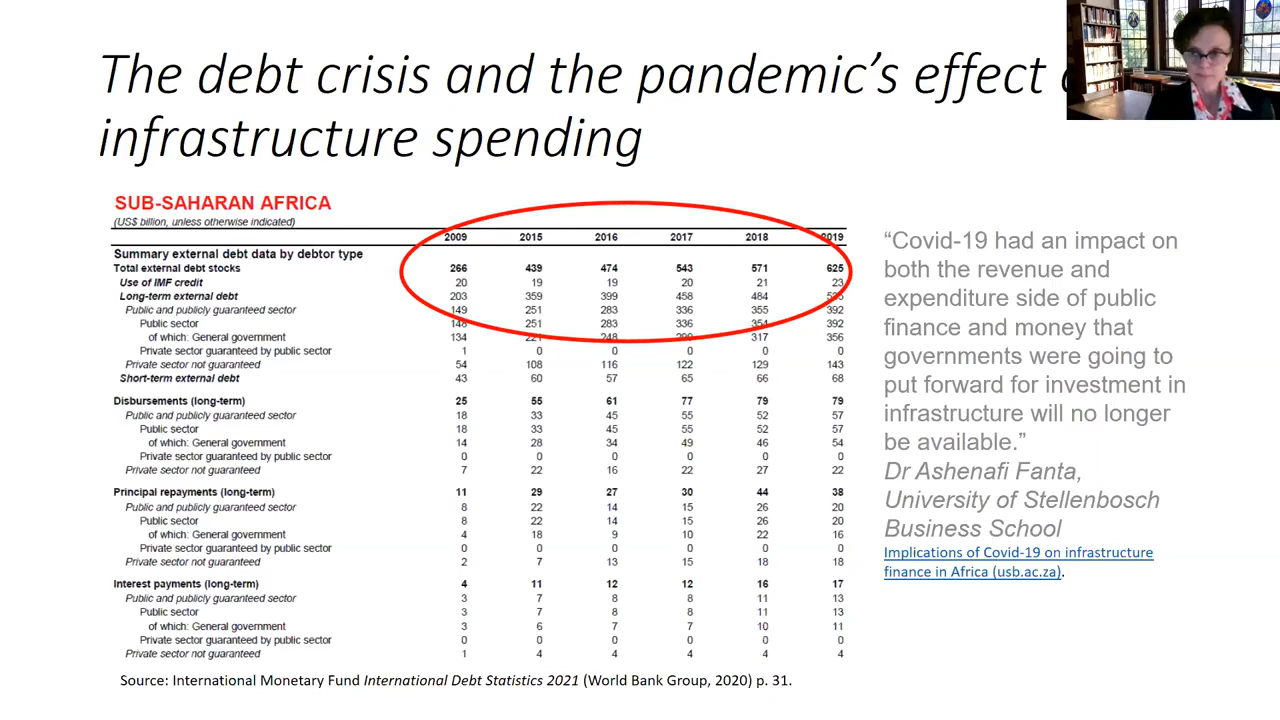 The debt crisis and the pandemic's effect
infrastructure spending
SUB-SAHARAN AFRICA
(US$ billion, unless otherwise indicated)
2009 2015 2016 2017 2018 2019
Summary external debt data by debtor type
Total external debt stocks 266 439 474 543 571 625
Use of IMF credit 20 19 19 20 21 23
Long-term external debt 203 359 399 458 484
Public and publicly guaranteed sector 149 251 283 336 355 392
Public sector 148 251 283 336 354 392
of which: General government 134 221 248 317 356
Private sector guaranteed by public sector 1 0 0 0 0 0
Private sector not guaranteed 54 108 116 122 129 143
Short-term external debt 43 60 57 65 66 68
Disbursements (long-term) 25 55 61 77 79 79
Public and publicly guaranteed sector 18 33 45 55 52 57
Public sector 18 33 45 55 52 57
of which: General government 14 28 34 49 46 54
Private sector guaranteed by public sector 0 0 0 0 0 0
Private sector not guaranteed 7 22 16 22 27 22
Principal repayments (long-term) 11 29 27 30 44 38
Public and publicly guaranteed sector 8 22 14 15 26 20
Public sector 8 22 14 15 26 20
of which: General government 4 18 9 10 22 16
Private sector guaranteed by public sector 0 0 0 0 0 0
Private sector not guaranteed 2 7 13 15 18 18
Interest payments (long-term) 4 11 12 12 16 17
Public and publicly guaranteed sector 3 7 8 8 11 13
Public sector 3 7 8 8 11 13
of which: General government 3 6 7 7 10 11
Private sector guaranteed by public sector 0 0 0 0 0 0
Private sector not guaranteed 1 4 4 4 4 4
Source: International Monetary Fund International Debt Statistics 2021 (World Bank Group, 2020) p. 31.
“Covid-19 had an impact on
both the revenue and
expenditure side of public
finance and money that
governments were going to
put forward for investment in
infrastructure will no longer
be available.”
Dr Ashenafi Fanta,
University of Stellenbosch
Business School
Implications of Covid-19 on infrastructure
finance in Africa (usb.ac.za).